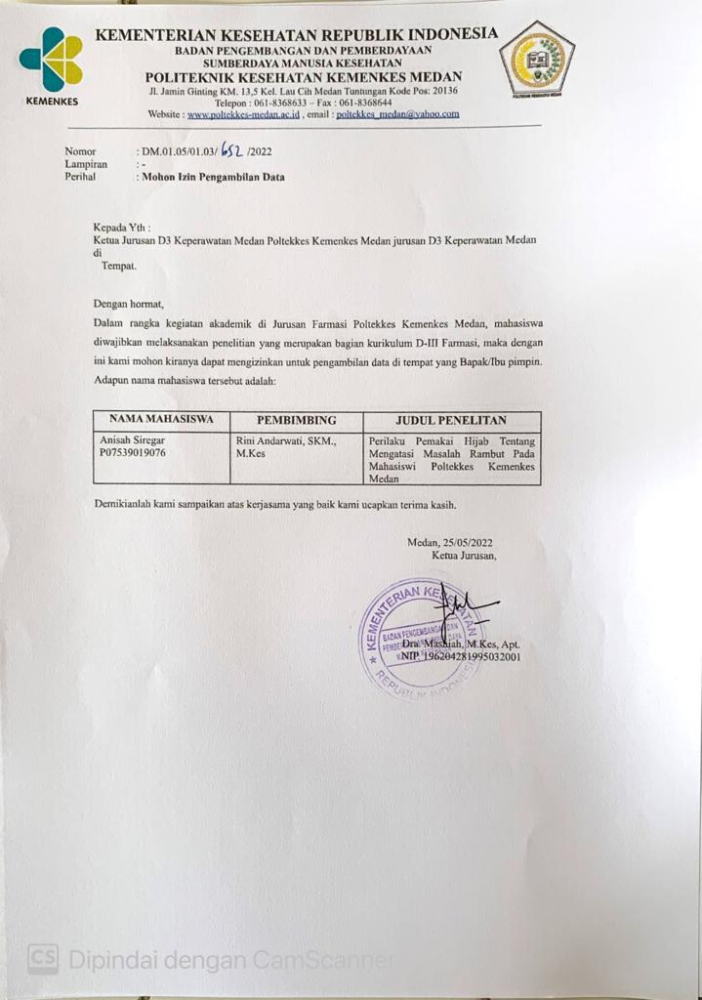 KEMENTERIAN KESEHATAN REPUBLIK INDONESIA
BADAN PENGEMBANGAN DAN PEMBERDAYAAN
SUMBERDAYA MANUSIA KESEHATAN
POLITEKNIK KESEHATAN KEMENKES MEDAN
Jl. Jamin Ginting KM. 13,5 Kel. Lau Cih Medan Tuntungan Kode Pos: 20136
Telepon : 061-8368633 – Fax : 061-8368644
Website : www.poltekkes-medan.ac.id , email : poltekkes_medan@yahoo.com
KEMENKES
POLITEKNIK KESEHATAN MEDAN
Nomor : DM.01.05/01.03/ 652 /2022
Lampiran : -
Perihal : Mohon Izin Pengambilan Data
Kepada Yth :
Ketua Jurusan D3 Keperawatan Medan Poltekkes Kemenkes Medan jurusan D3 Keperawatan Medan
di
Tempat.
Dengan hormat,
Dalam rangka kegiatan akademik di Jurusan Farmasi Poltekkes Kemenkes Medan, mahasiswa
diwajibkan melaksanakan penelitian yang merupakan bagian kurikulum D-III Farmasi, maka dengan
ini kami mohon kiranya dapat mengizinkan untuk pengambilan data di tempat yang Bapak/Ibu pimpin.
Adapun nama mahasiswa tersebut adalah:
NAMA MAHASISWA PEMBIMBING JUDUL PENELITAN
Anisah Siregar Rini Andarwati, SKM., Perilaku Pemakai Hijab Tentang
P07539019076 M.Kes Mengatasi Masalah Rambut Pada
Mahasiswi Poltekkes Kemenkes
Medan
Demikianlah kami sampaikan atas kerjasama yang baik kami ucapkan terima kasih.
Medan, 25/05/2022
Ketua Jurusan,
KEMENTERIAN KESEHATAN
BADAN PENGEMBANGAN DAN
Dra. Masniah, M.Kes, Apt.
NIP. 196204281995032001
REPUBLIK INDONESIA
CS Dipindai dengan CamScanner